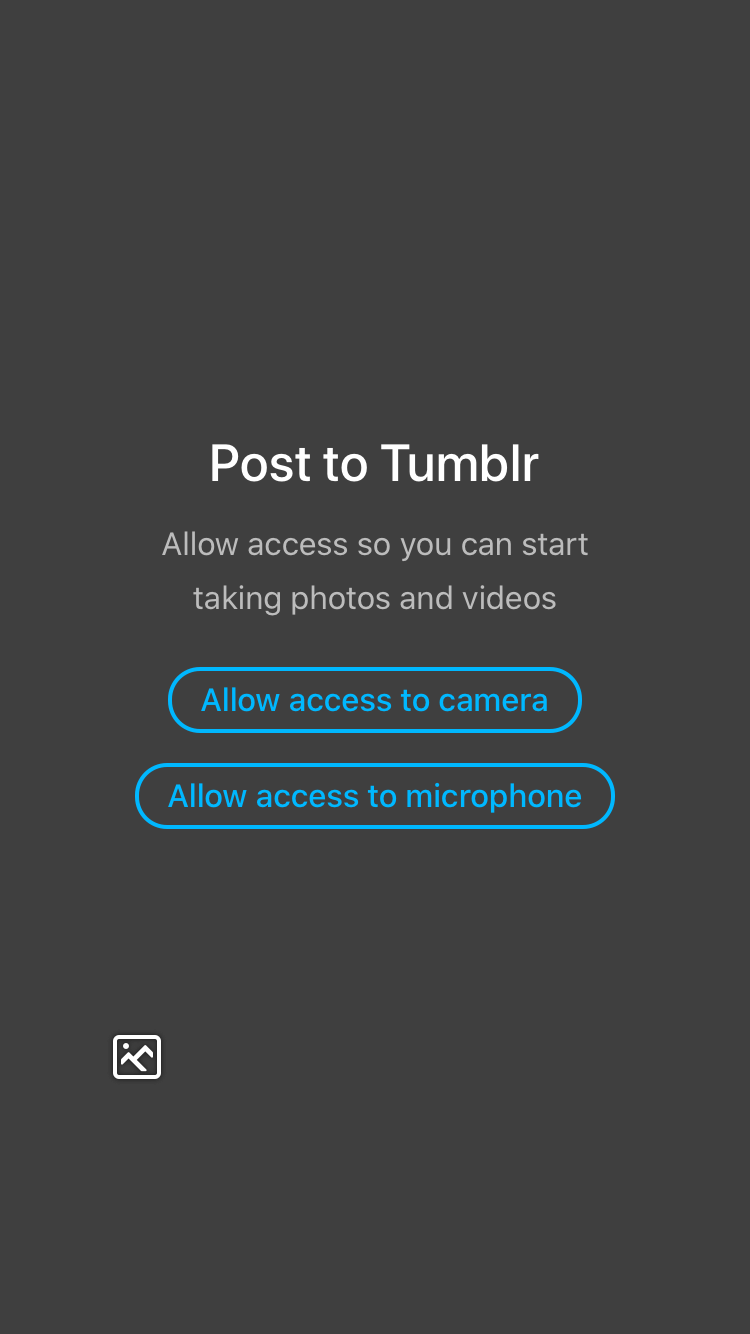 Post to Tumblr
Allow access so you can start
taking photos and videos
Allow access to camera
Allow access to microphone